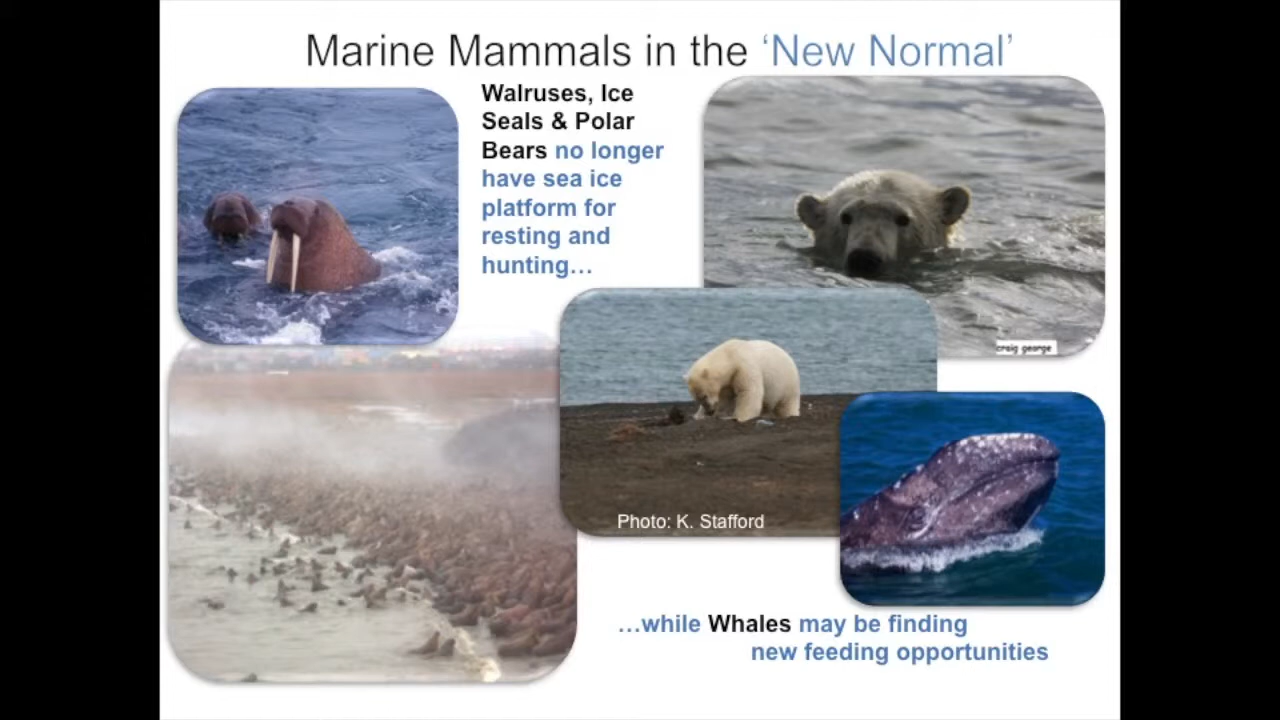 Marine Mammals in the ‘New Normal’
Walruses, Ice
Seals & Polar
Bears no longer
have sea ice
platform for
resting and
hunting…
craig george
Photo: K. Stafford
…while Whales may be finding
new feeding opportunities